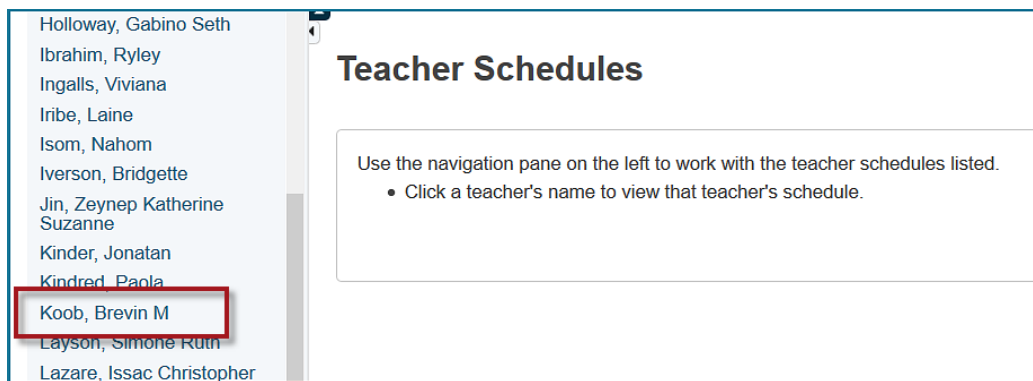 Holloway, Gabino Seth
Ibrahim, Ryley
Ingalls, Viviana
Iribe, Laine
Isom, Nahom
Iverson, Bridgette
Jin, Zeynep Katherine
Suzanne
Kinder, Jonatan
Kindred, Paola
Koob, Brevin M
Layson, Simone Ruth
Lazare, Issac Christopher
Teacher Schedules
Use the navigation pane on the left to work with the teacher schedules listed.
• Click a teacher's name to view that teacher's schedule.